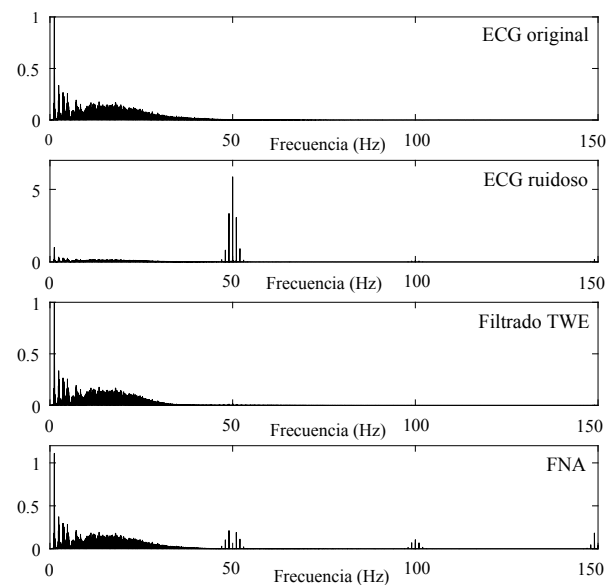 1
ECG original
0.5
0
0 50 100 150
Frecuencia (Hz)
ECG ruidoso
5
0
0 50 100 150
Frecuencia (Hz)
1
Filtrado TWE
0.5
0
0 50 100 150
Frecuencia (Hz)
1
FNA
0.5
0
0 50 100 150
Frecuencia (Hz)